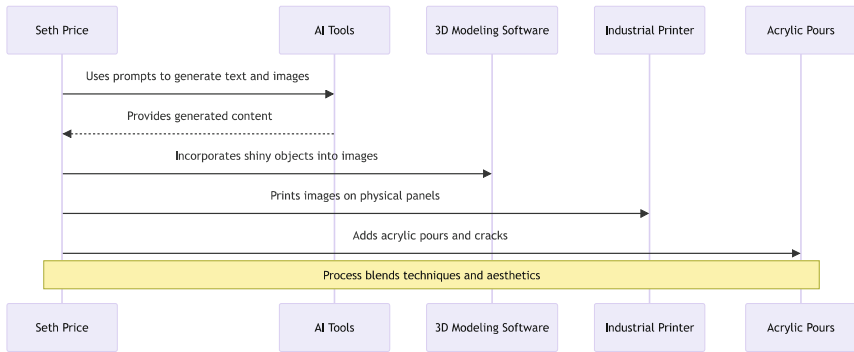 Seth Price
AI Tools
3D Modeling Software
Industrial Printer
Acrylic Pours
Uses prompts to generate text and images
Provides generated content
Incorporates shiny objects into images
Prints images on physical panels
Adds acrylic pours and cracks
Process blends techniques and aesthetics
Seth Price
AI Tools
3D Modeling Software
Industrial Printer
Acrylic Pours